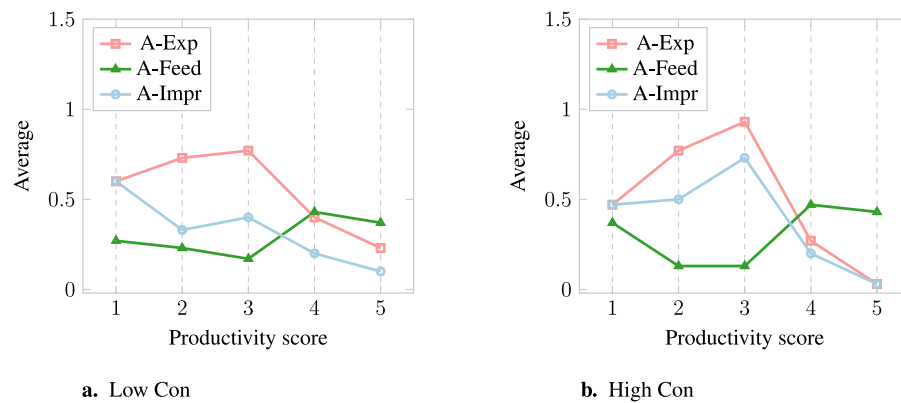 1.5
1
0.5
0
Average
A-Exp
A-Feed
A-Impr
1 2 3 4 5
Productivity score
a. Low Con
1.5
1
0.5
0
Average
A-Exp
A-Feed
A-Impr
1 2 3 4 5
Productivity score
b. High Con